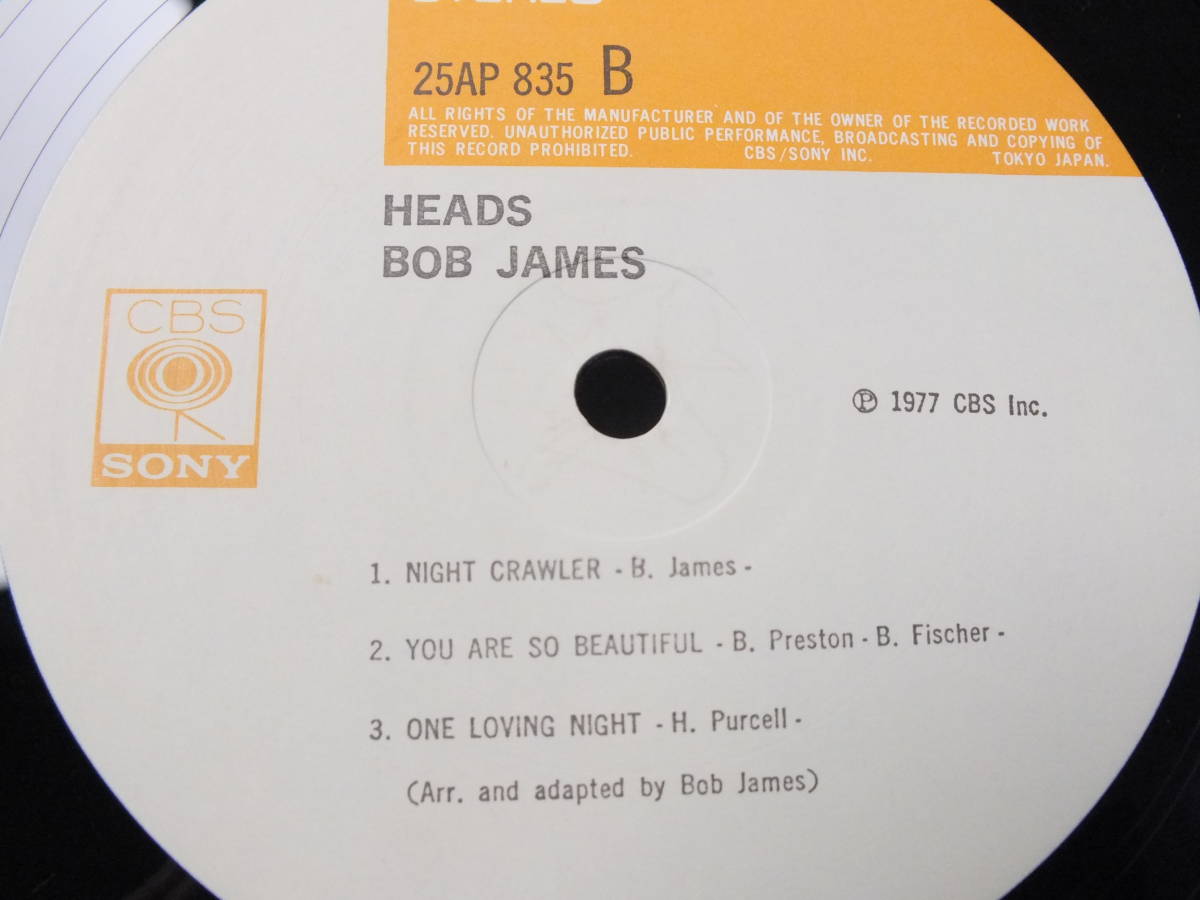 STEREO
25AP 835 B
ALL RIGHTS OF THE MANUFACTURER AND OF THE OWNER OF THE RECORDED WORK
RESERVED. UNAUTHORIZED PUBLIC PERFORMANCE, BROADCASTING AND COPYING OF
THIS RECORD PROHIBITED. CBS/SONY INC. TOKYO JAPAN.
HEADS
BOB JAMES
CBS
SONY
℗ 1977 CBS Inc.
1. NIGHT CRAWLER - B. James -
2. YOU ARE SO BEAUTIFUL - B. Preston - B. Fischer -
3. ONE LOVING NIGHT - H. Purcell -
(Arr. and adapted by Bob James)